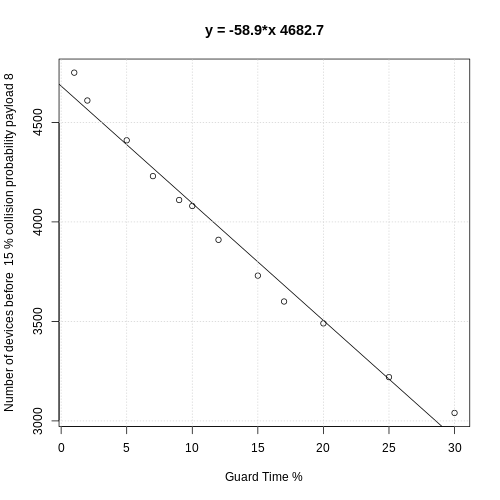 y = -58.9*x 4682.7
Number of devices before  15 % collision probability payload 8
4500
4000
3500
3000
0 5 10 15 20 25 30
Guard Time %